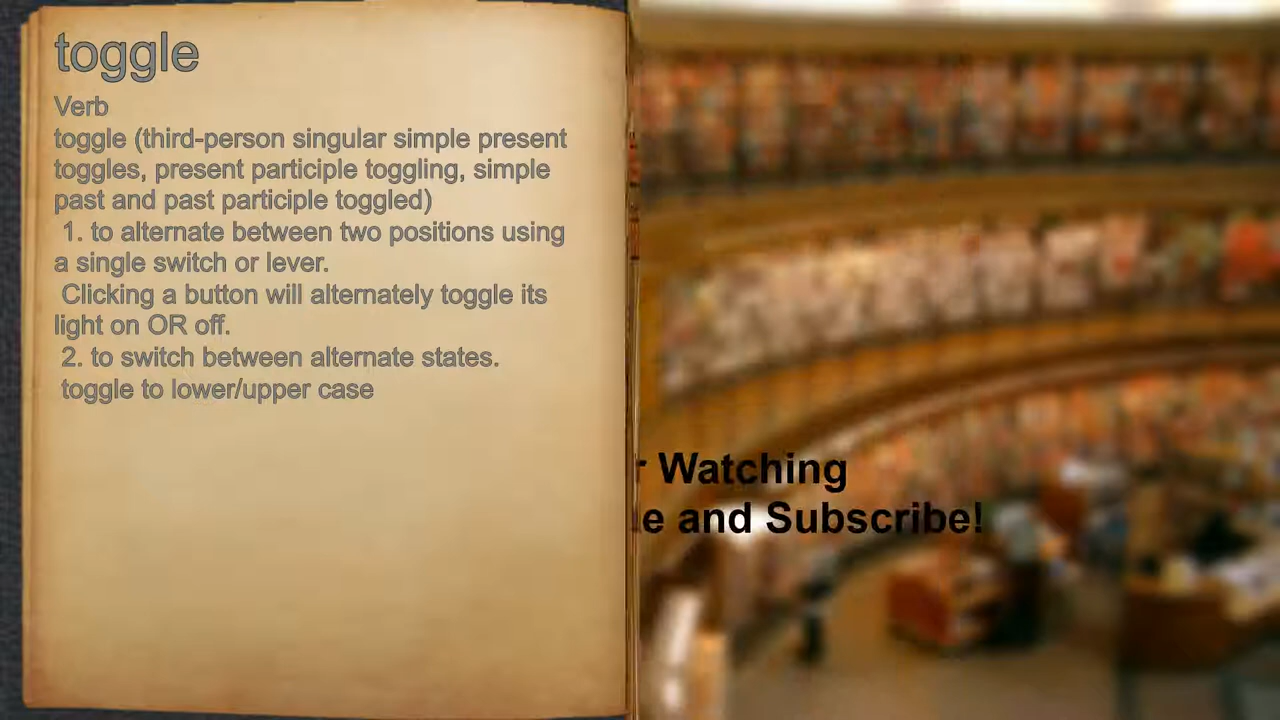 toggle
Verb
toggle (third-person singular simple present
toggles, present participle toggling, simple
past and past participle toggled)
1. to alternate between two positions using
a single switch or lever.
Clicking a button will alternately toggle its
light on OR off.
2. to switch between alternate states.
toggle to lower/upper case
Watching
and Subscribe!